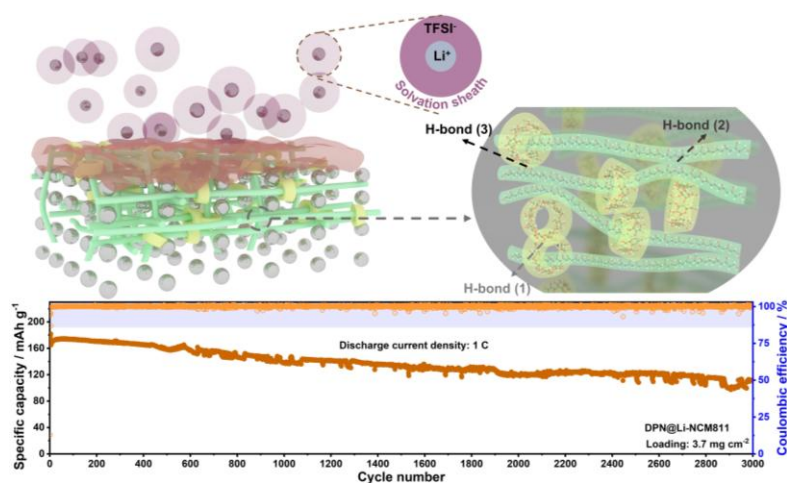 TFSI⁻
Li⁺
Solvation sheath
H-bond (3)
H-bond (2)
H-bond (1)
Specific capacity / mAh g⁻¹
200
160
120
80
40
0
Discharge current density: 1 C
DPN@Li-NCM811
Loading: 3.7 mg cm⁻²
100
75
50
25
0
Coulombic efficiency / %
0 200 400 600 800 1000 1200 1400 1600 1800 2000 2200 2400 2600 2800 3000
Cycle number